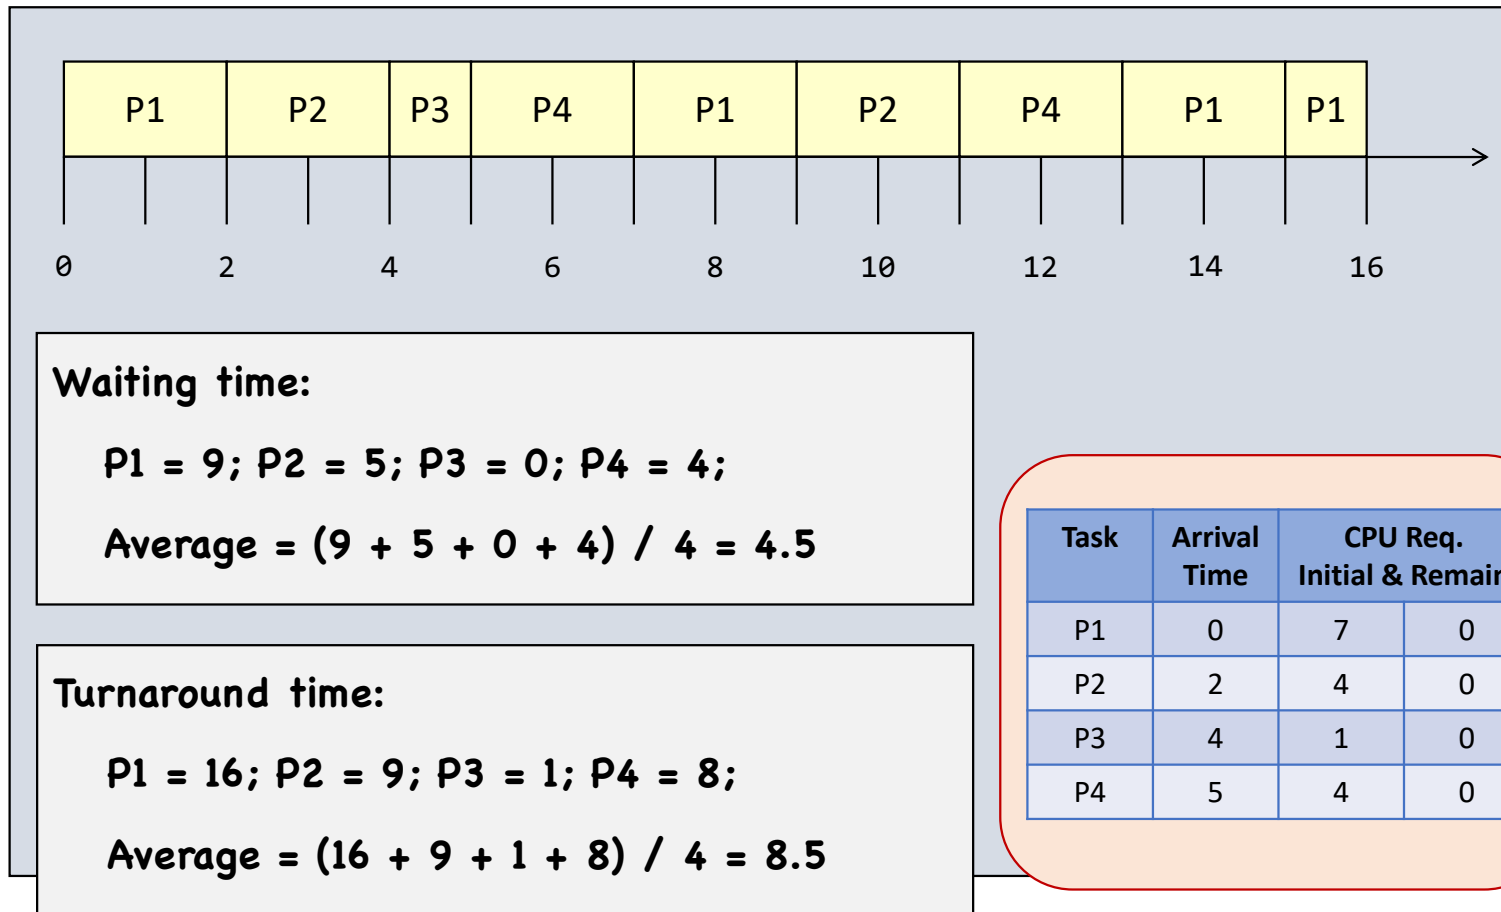 P1 P2 P3 P4 P1 P2 P4 P1 P1
0 2 4 6 8 10 12 14 16
Waiting time:
P1 = 9; P2 = 5; P3 = 0; P4 = 4;
Average = (9 + 5 + 0 + 4) / 4 = 4.5
Turnaround time:
P1 = 16; P2 = 9; P3 = 1; P4 = 8;
Average = (16 + 9 + 1 + 8) / 4 = 8.5
Task Arrival Time CPU Req. Initial & Remain
P1 0 7 0
P2 2 4 0
P3 4 1 0
P4 5 4 0